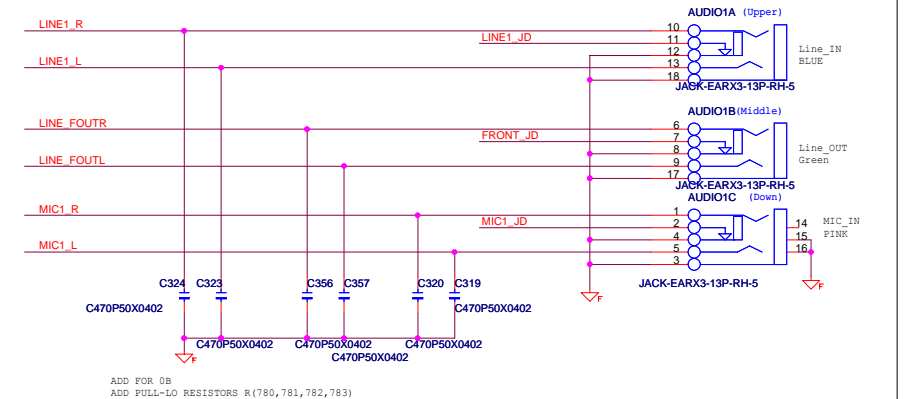 AUDIO1A (Upper)
LINE1_R
10
LINE1_JD
11
12
Line_IN
BLUE
LINE1_L
13
18
JACK-EARX3-13P-RH-5
AUDIO1B(Middle)
LINE_FOUTR
6
FRONT_JD
7
8
Line_OUT
Green
LINE_FOUTL
9
17
JACK-EARX3-13P-RH-5
AUDIO1C (Down)
MIC1_R
1
MIC1_JD
2
14
MIC_IN
PINK
4
15
MIC1_L
5
16
3
C324
C323
C356
C357
C320
C319
JACK-EARX3-13P-RH-5
F
F
C470P50X0402
C470P50X0402
C470P50X0402
C470P50X0402
C470P50X0402
C470P50X0402
F
ADD FOR 0B
ADD PULL-LO RESISTORS R(780,781,782,783)